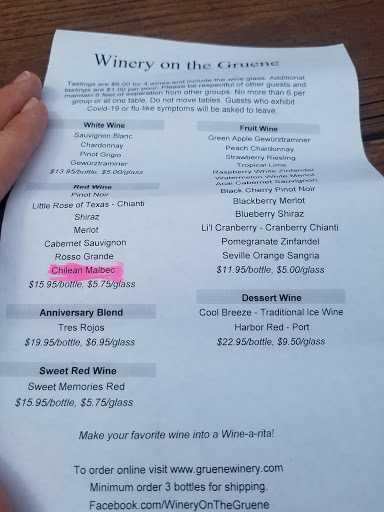 Winery on the Gruene
Tastings are $6.00 for 4 wines and include the wine glass. Additional
tastings are $1.00 per pour. Please be respectful of other guests and
maintain 6 feet of separation from other groups. No more than 6 per
group or at one table. Do not move tables. Guests who exhibit
Covid-19 or flu-like symptoms will be asked to leave.
White Wine
Sauvignon Blanc
Chardonnay
Pinot Grigio
Gewürztraminer
$13.95/bottle, $5.00/glass
Red Wine
Pinot Noir
Little Rose of Texas - Chianti
Shiraz
Merlot
Cabernet Sauvignon
Rosso Grande
Chilean Malbec
$15.95/bottle, $5.75/glass
Anniversary Blend
Tres Rojos
$19.95/bottle, $6.95/glass
Sweet Red Wine
Sweet Memories Red
$15.95/bottle, $5.75/glass
Fruit Wine
Green Apple Gewürztraminer
Peach Chardonnay
Strawberry Riesling
Tropical Lime
Raspberry White Zinfandel
Watermelon White Merlot
Acai Cabernet Sauvignon
Black Cherry Pinot Noir
Blackberry Merlot
Blueberry Shiraz
Li'l Cranberry - Cranberry Chianti
Pomegranate Zinfandel
Seville Orange Sangria
$11.95/bottle, $5.00/glass
Dessert Wine
Cool Breeze - Traditional Ice Wine
Harbor Red - Port
$22.95/bottle, $9.50/glass
Make your favorite wine into a Wine-a-rita!
To order online visit www.gruenewinery.com
Minimum order 3 bottles for shipping.
Facebook.com/WineryOnTheGruene